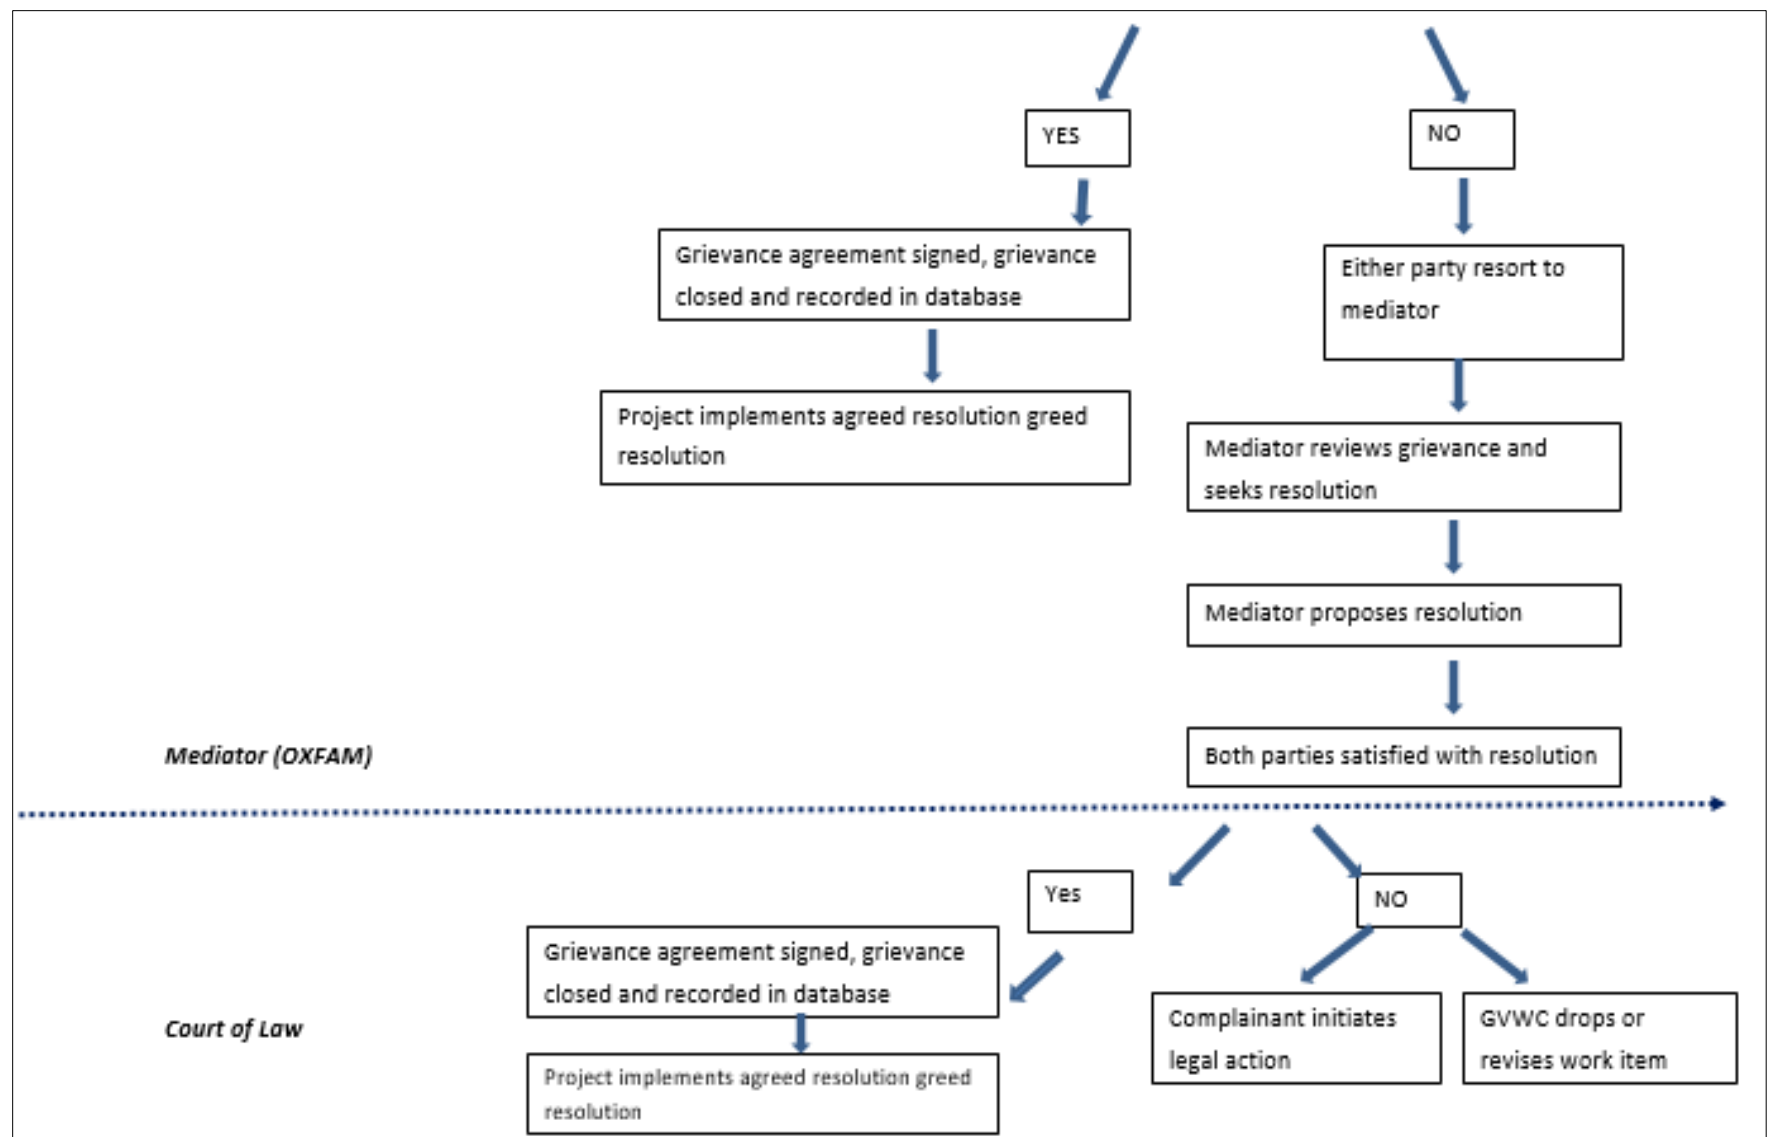 YES
NO
Grievance agreement signed, grievance
closed and recorded in database
Either party resort to
mediator
Project implements agreed resolution greed
resolution
Mediator reviews grievance and
seeks resolution
Mediator proposes resolution
Mediator (OXFAM)
Both parties satisfied with resolution
Yes
NO
Grievance agreement signed, grievance
closed and recorded in database
Court of Law
Complainant initiates
legal action
GVWC drops or
revises work item
Project implements agreed resolution greed
resolution